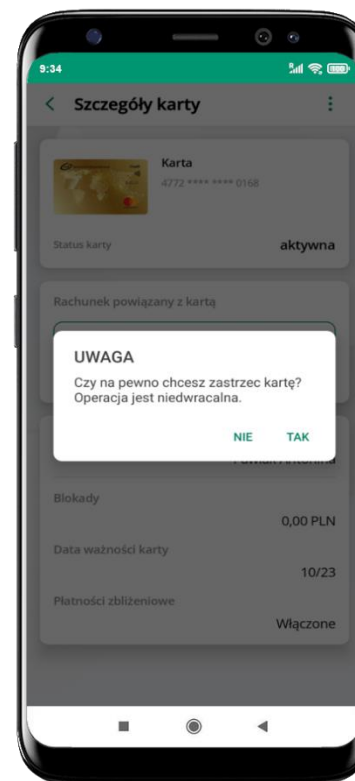 9:34
Szczegóły karty
Karta
4772 **** **** 0168
Status karty
aktywna
Rachunek powiązany z kartą
UWAGA
Czy na pewno chcesz zastrzec kartę?
Operacja jest niedwracalna.
NIE
TAK
Blokady
0,00 PLN
Data ważności karty
10/23
Płatności zbliżeniowe
Włączone